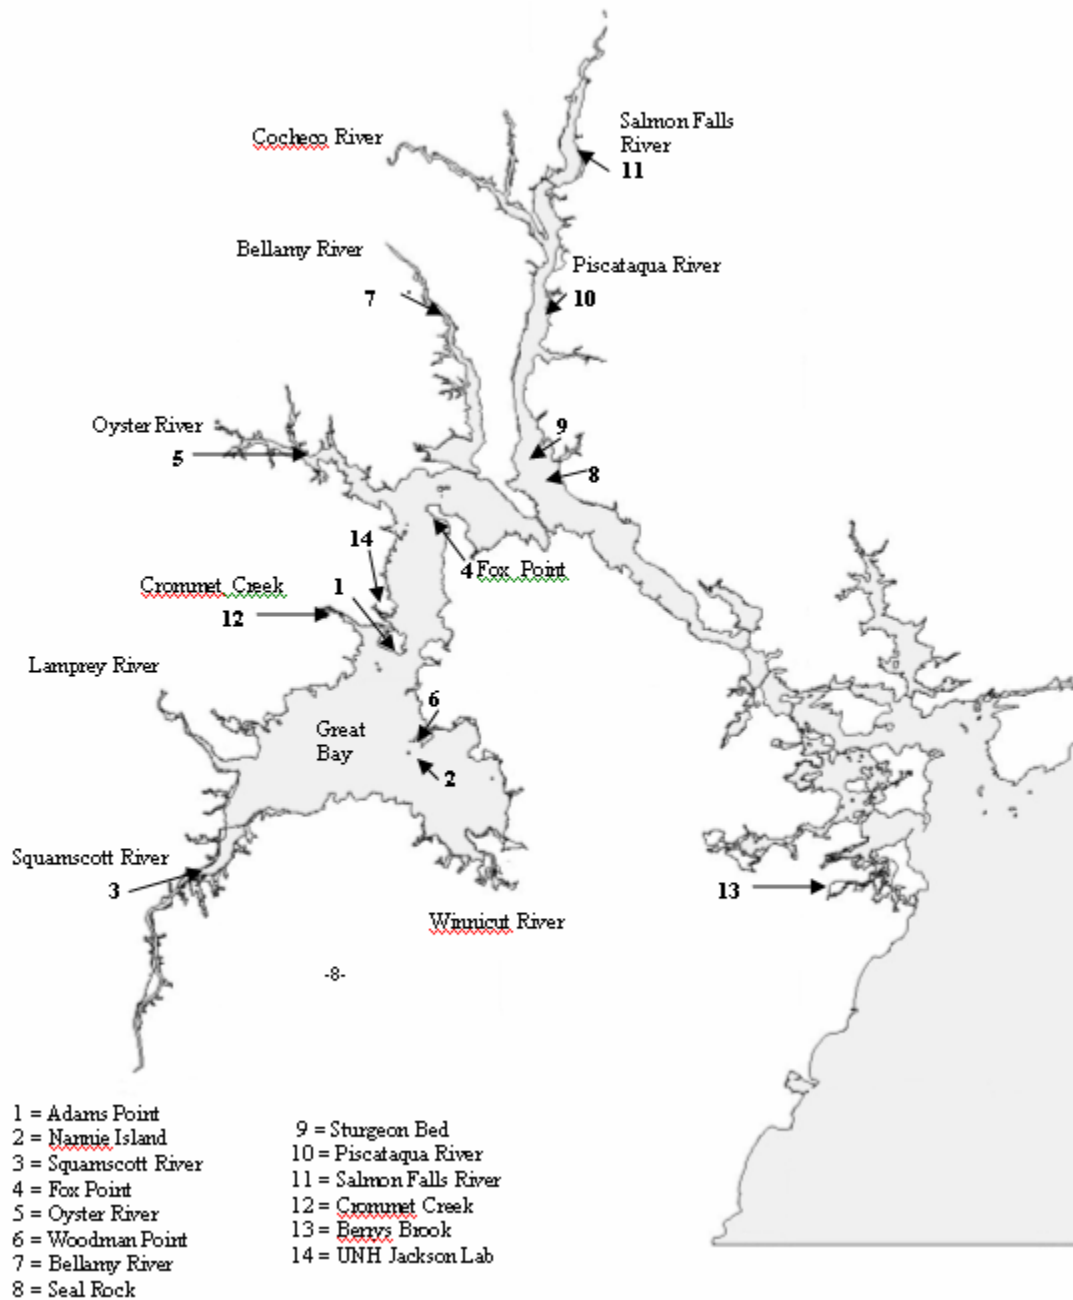 Salmon Falls
River
11
Cocheco River
Bellamy River
Piscataqua River
7
10
Oyster River
5
9
8
14
4 Fox Point
Crommet Creek
1
12
Lamprey River
6
Great
Bay
2
Squamscott River
3
13
Winnicut River
-8-
1 = Adams Point
2 = Nannie Island
3 = Squamscott River
4 = Fox Point
5 = Oyster River
6 = Woodman Point
7 = Bellamy River
8 = Seal Rock
9 = Sturgeon Bed
10 = Piscataqua River
11 = Salmon Falls River
12 = Crommet Creek
13 = Berrys Brook
14 = UNH Jackson Lab